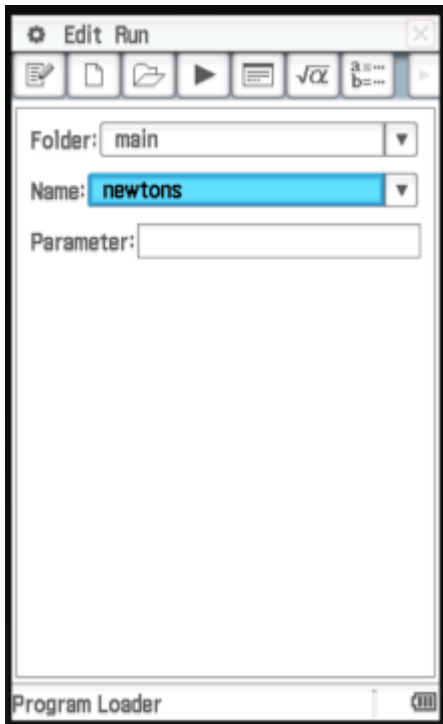 Edit Run
√α a=... b=...
Folder: main
Name: newtons
Parameter:
Program Loader